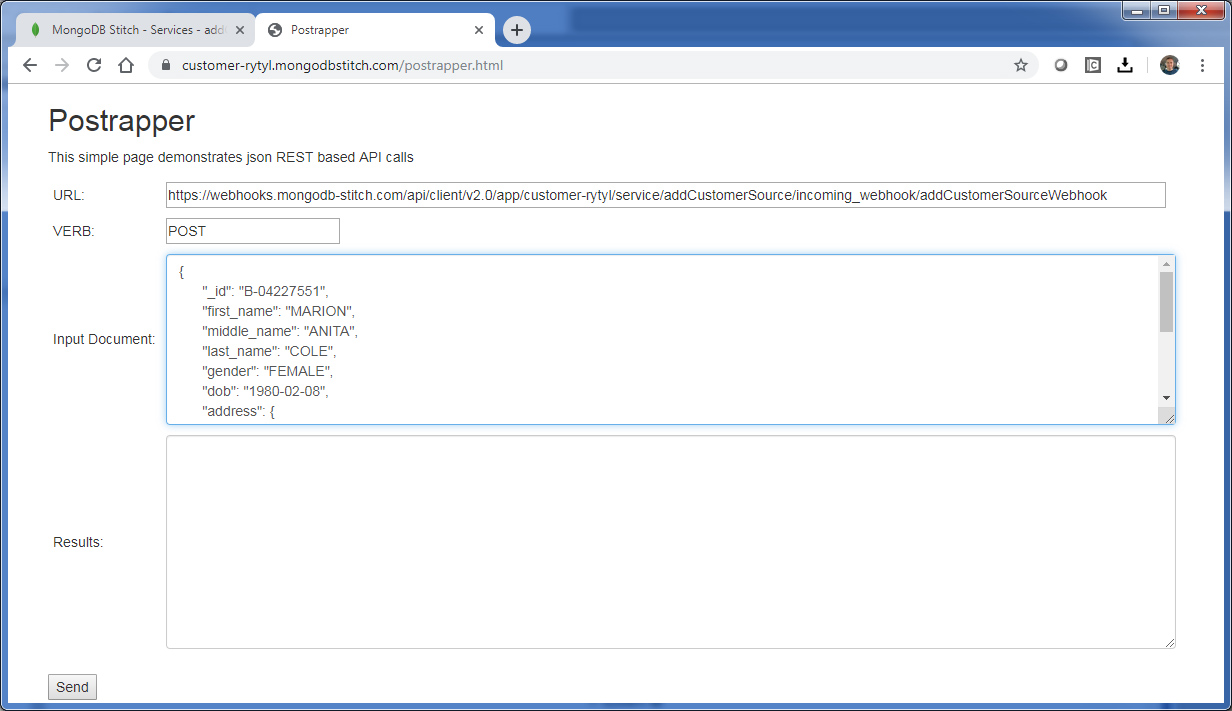 MongoDB Stitch - Services - add
Postrapper
customer-rytyl.mongodbstitch.com/postrapper.html
Postrapper
This simple page demonstrates json REST based API calls
URL:
https://webhooks.mongodb-stitch.com/api/client/v2.0/app/customer-rytyl/service/addCustomerSource/incoming_webhook/addCustomerSourceWebhook
VERB:
POST
Input Document:
{
"_id": "B-04227551",
"first_name": "MARION",
"middle_name": "ANITA",
"last_name": "COLE",
"gender": "FEMALE",
"dob": "1980-02-08",
"address": {
Results:
Send